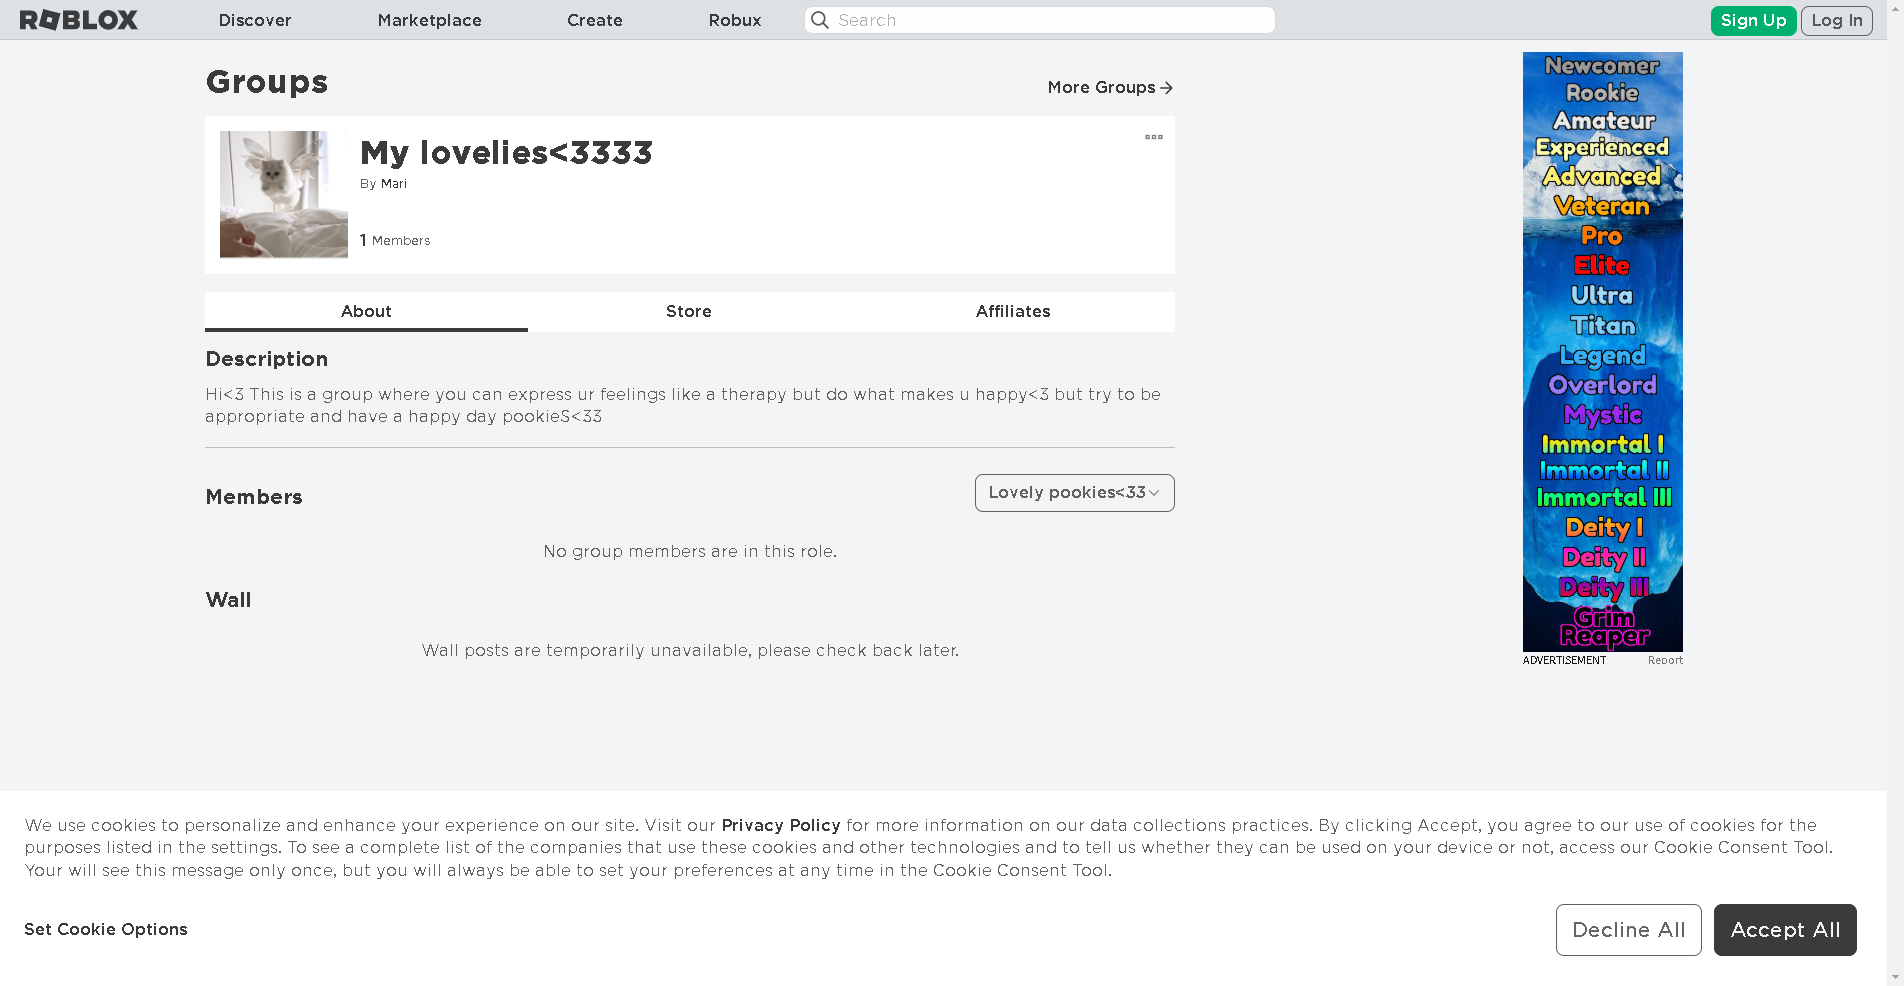 ROBLOX
Discover
Marketplace
Create
Robux
Search
Sign Up
Log In
Groups
More Groups
My lovelies<3333
By Mari
1 Members
About
Store
Affiliates
Description
Hi<3 This is a group where you can express ur feelings like a therapy but do what makes u happy<3 but try to be
appropriate and have a happy day pookieS<33
Members
Lovely pookies<33
No group members are in this role.
Wall
Wall posts are temporarily unavailable, please check back later.
Newcomer
Rookie
Amateur
Experienced
Advanced
Veteran
Pro
Elite
Ultra
Titan
Legend
Overlord
Mystic
Immortal I
Immortal II
Immortal III
Deity I
Deity II
Deity III
Grim
Reaper
ADVERTISEMENT
Report
We use cookies to personalize and enhance your experience on our site. Visit our Privacy Policy for more information on our data collections practices. By clicking Accept, you agree to our use of cookies for the
purposes listed in the settings. To see a complete list of the companies that use these cookies and other technologies and to tell us whether they can be used on your device or not, access our Cookie Consent Tool.
Your will see this message only once, but you will always be able to set your preferences at any time in the Cookie Consent Tool.
Set Cookie Options
Decline All
Accept All